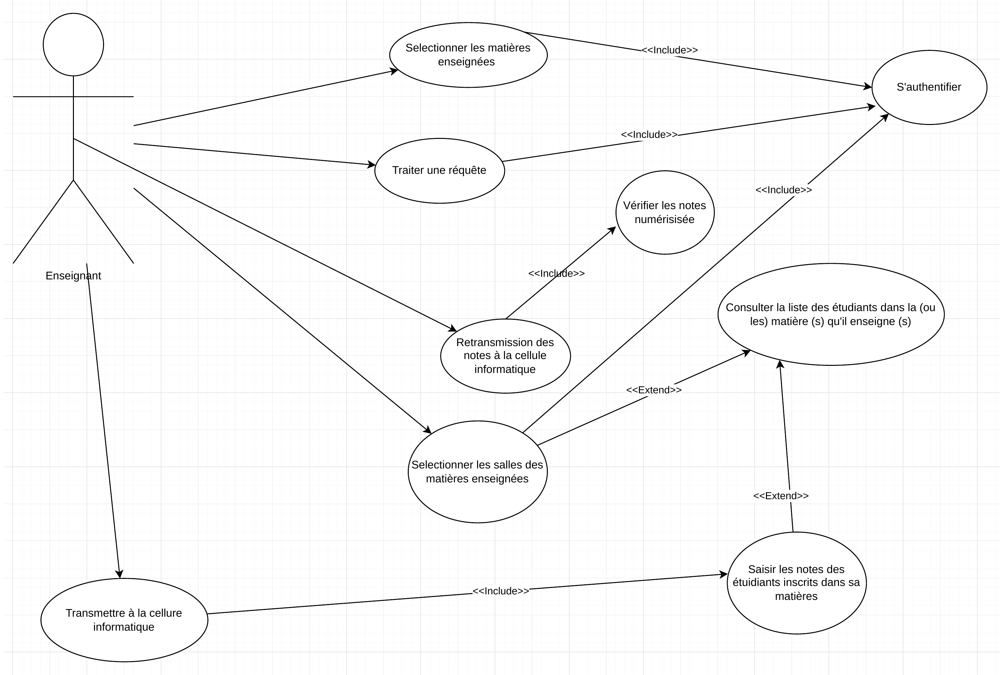 Selectionner les matières
enseignées
<<Include>>
S'authentifier
<<Include>>
Traiter une réquête
<<Include>>
Vérifier les notes
numérisisée
Enseignant
<<Include>>
Consulter la liste des étudiants dans la (ou
les) matière (s) qu'il enseigne (s)
Retransmission des
notes à la cellule
informatique
<<Extend>>
Selectionner les salles des
matières enseignées
<<Extend>>
Saisir les notes des
étuidiants inscrits dans sa
matières
<<Include>>
Transmettre à la cellure
informatique